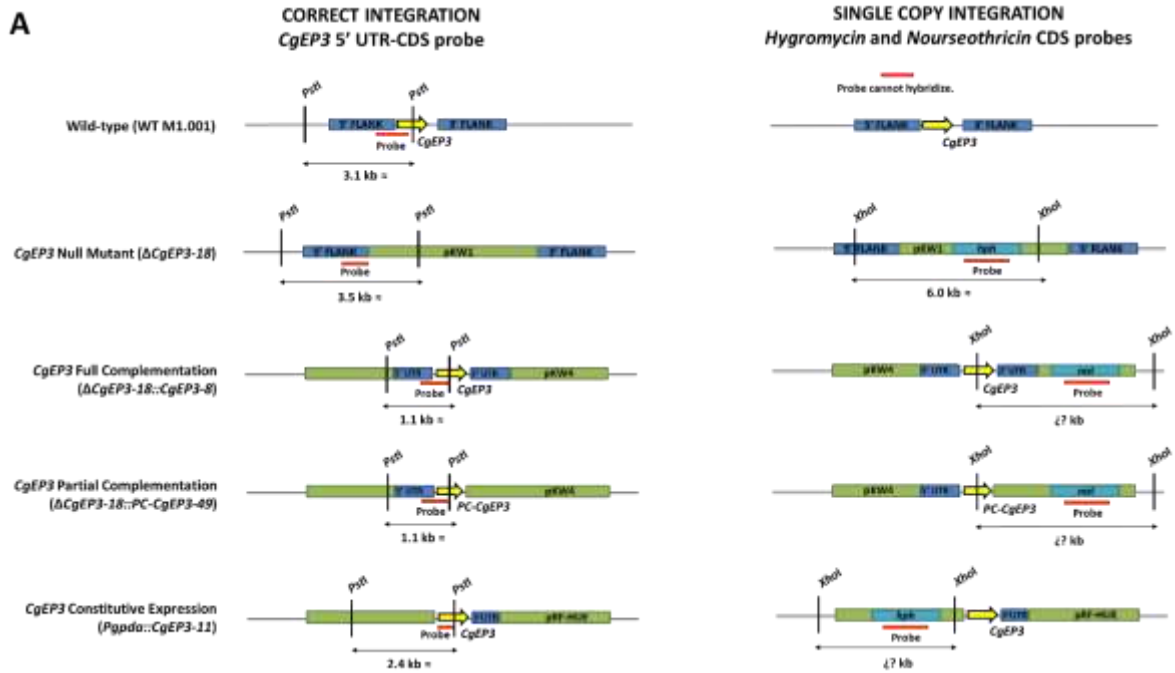 A
CORRECT INTEGRATION
CgEP3 5′ UTR-CDS probe
SINGLE COPY INTEGRATION
Hygromycin and Nourseothricin CDS probes
Wild-type (WT M1.001)
PstI
PstI
5′ FLANK
3′ FLANK
Probe
CgEP3
3.1 kb =
Probe cannot hybridize.
5′ FLANK
3′ FLANK
CgEP3
CgEP3 Null Mutant (ΔCgEP3-18)
PstI
PstI
5′ FLANK
pKW1
3′ FLANK
Probe
3.5 kb =
XhoI
XhoI
5′ FLANK
pKW1
hph
3′ FLANK
Probe
6.0 kb =
CgEP3 Full Complementation
(ΔCgEP3-18::CgEP3-8)
PstI
PstI
5′ UTR
3′ UTR
pKW4
Probe
CgEP3
1.1 kb =
XhoI
XhoI
pKW4
5′ UTR
3′ UTR
CgEP3
Probe
¿? kb
CgEP3 Partial Complementation
(ΔCgEP3-18::PC-CgEP3-49)
PstI
PstI
5′ UTR
pKW4
Probe
PC-CgEP3
1.1 kb =
XhoI
XhoI
pKW4
5′ UTR
PC-CgEP3
Probe
¿? kb
CgEP3 Constitutive Expression
(Pgpda::CgEP3-11)
PstI
PstI
3′UTR
pRF-HUE
Probe
CgEP3
2.4 kb =
XhoI
XhoI
hph
3′UTR
pRF-HUE
Probe
CgEP3
¿? kb